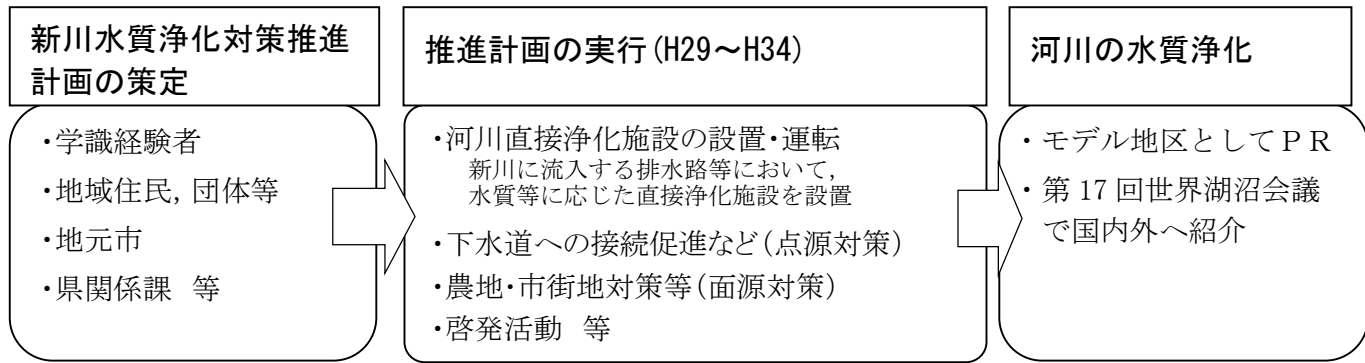 新川水質浄化対策推進
計画の策定
・学識経験者
・地域住民, 団体等
・地元市
・県関係課 等
推進計画の実行(H29～H34)
・河川直接浄化施設の設置・運転
新川に流入する排水路等において,
水質等に応じた直接浄化施設を設置
・下水道への接続促進など(点源対策)
・農地・市街地対策等(面源対策)
・啓発活動 等
河川の水質浄化
・モデル地区としてＰＲ
・第 17 回世界湖沼会議
で国内外へ紹介